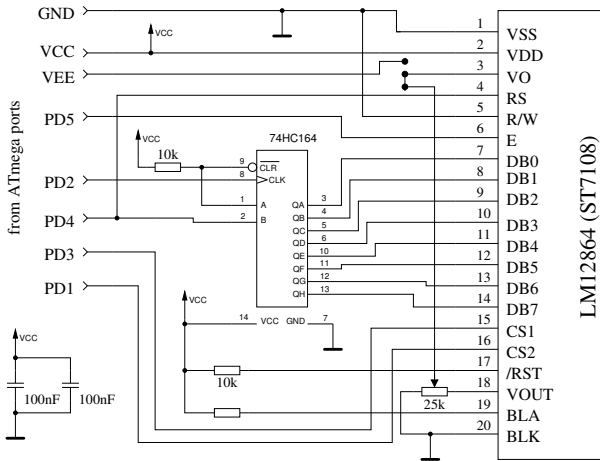 GND
VCC
VCC
VEE
PD5
VCC
10k
PD2
PD4
PD3
PD1
from ATmega ports
74HC164
9 CLR
8 CLK
1 A
2 B
QA 3
QB 4
QC 5
QD 6
QE 10
QF 11
QG 12
QH 13
14 VCC GND 7
VCC
10k
25k
VCC
100nF 100nF
1 VSS
2 VDD
3 VO
4 RS
5 R/W
6 E
7 DB0
8 DB1
9 DB2
10 DB3
11 DB4
12 DB5
13 DB6
14 DB7
15 CS1
16 CS2
17 /RST
18 VOUT
19 BLA
20 BLK
LM12864 (ST7108)